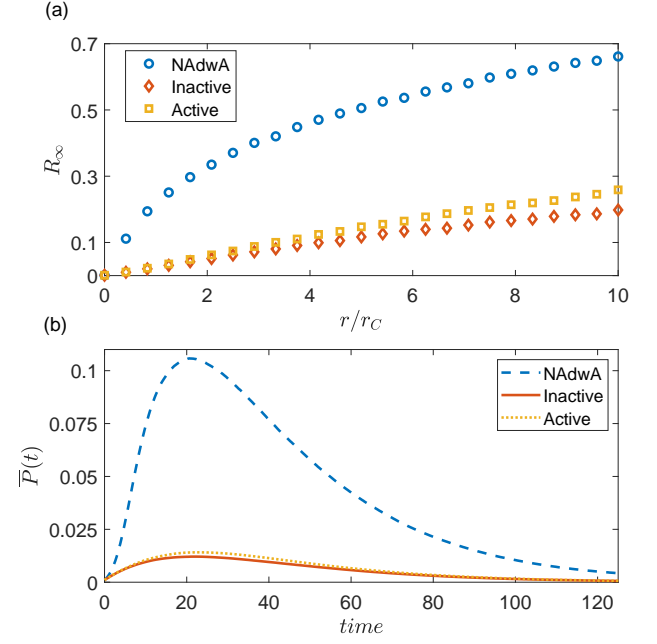 (a)
0.7
0.5
0.3
0.1
0
R∞
NAdwA
Inactive
Active
0 2 4 6 8 10
r/r_C
(b)
0.1
0.075
0.05
0.025
0
P̅(t)
NAdwA
Inactive
Active
0 20 40 60 80 100 120
time